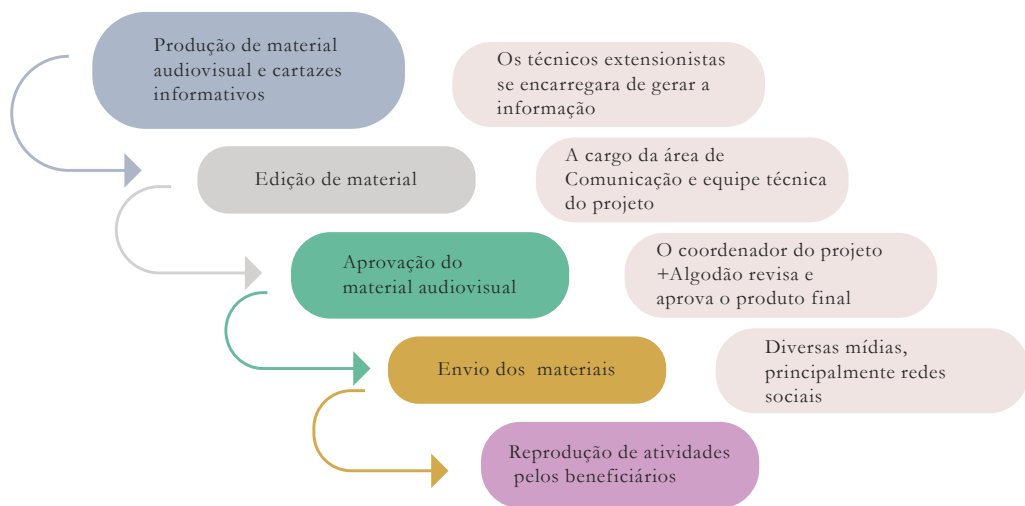 Produção de material
audiovisual e cartazes
informativos
Os técnicos extensionistas
se encarregara de gerar a
informação
Edição de material
A cargo da área de
Comunicação e equipe técnica
do projeto
Aprovação do
material audiovisual
O coordenador do projeto
+Algodão revisa e
aprova o produto final
Envio dos materiais
Diversas mídias,
principalmente redes
sociais
Reprodução de atividades
pelos beneficiários